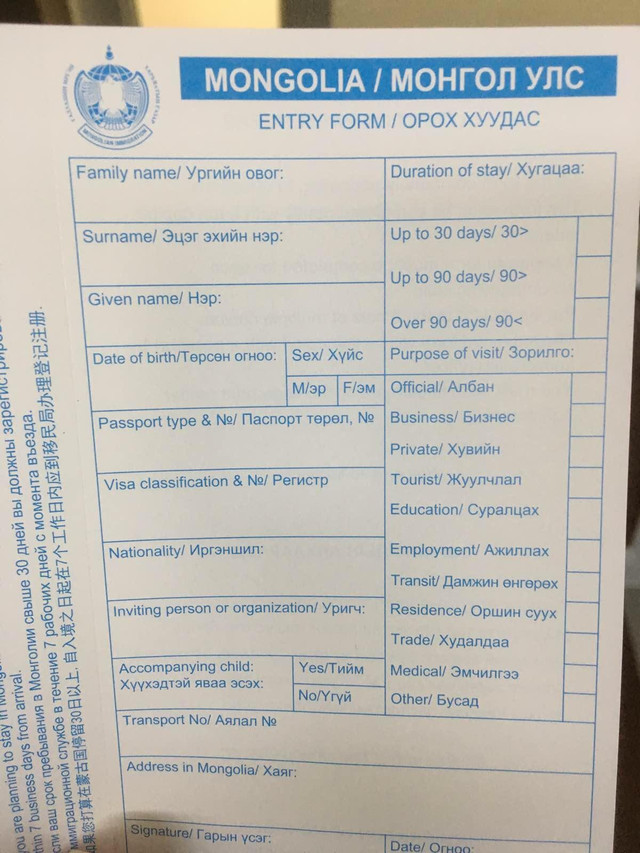 MONGOLIAN IMMIGRATION
MONGOLIA / МОНГОЛ УЛС
ENTRY FORM / ОРОХ ХУУДАС
Family name/ Ургийн овог:
Surname/ Эцэг эхийн нэр:
Given name/ Нэр:
Date of birth/Төрсөн огноо:
Sex/ Хүйс
M/эр
F/эм
Passport type & №/ Паспорт төрөл, №
Visa classification & №/ Регистр
Nationality/ Иргэншил:
Inviting person or organization/ Уригч:
Accompanying child:
Хүүхэдтэй яваа эсэх:
Yes/Тийм
No/Үгүй
Duration of stay/ Хугацаа:
Up to 30 days/ 30>
Up to 90 days/ 90>
Over 90 days/ 90<
Purpose of visit/ Зорилго:
Official/ Албан
Business/ Бизнес
Private/ Хувийн
Tourist/ Жуулчлал
Education/ Суралцах
Employment/ Ажиллах
Transit/ Дамжин өнгөрөх
Residence/ Оршин суух
Trade/ Худалдаа
Medical/ Эмчилгээ
Other/ Бусад
Transport No/ Аялал №
Address in Mongolia/ Хаяг:
Signature/ Гарын үсэг:
Date/ Огноо:
you are planning to stay in
7 business days from arrival.
ваш срок пребывания в Монголии свыше 30 дней вы должны
службе в течение 7 рабочих дней с момента въезда.
如果您打算在蒙古国停留30日以上, 自入境之日起在7个工作日内应到移民局办理登记注册.